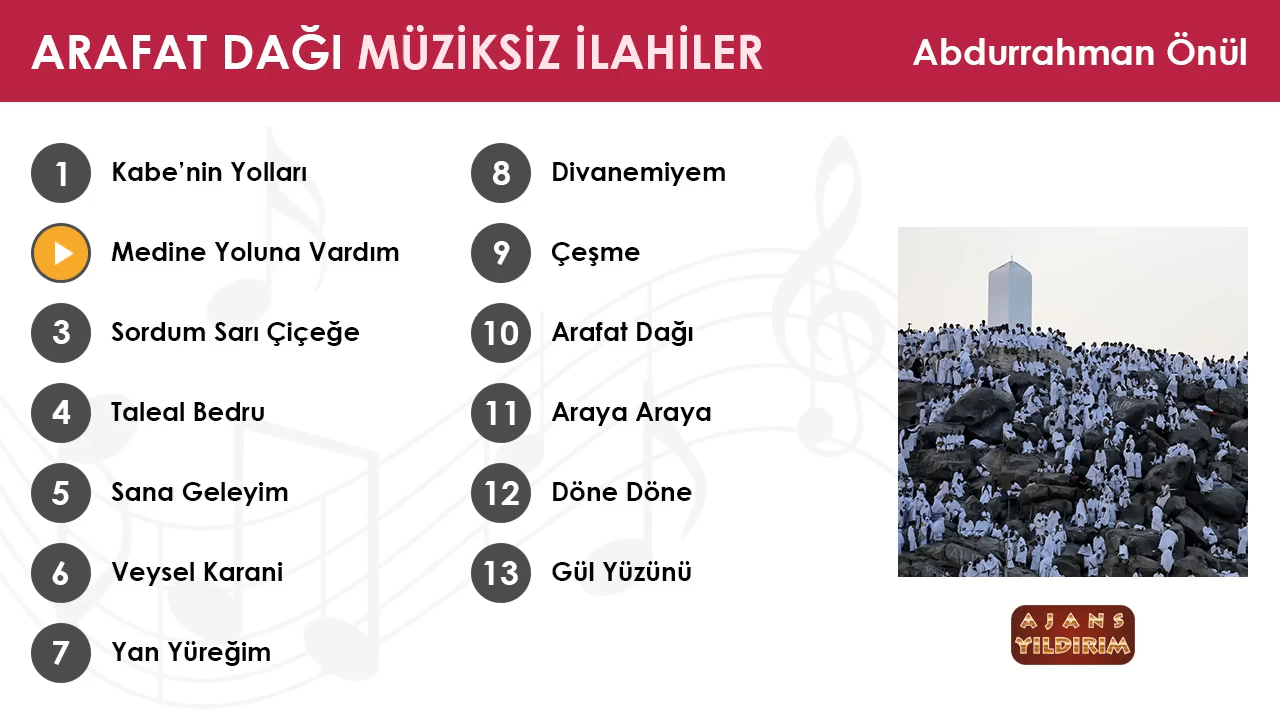 ARAFAT DAĞI MÜZİKSİZ İLAHİLER
Abdurrahman Önül
1 Kabe’nin Yolları
Medine Yoluna Vardım
3 Sordum Sarı Çiçeğe
4 Taleal Bedru
5 Sana Geleyim
6 Veysel Karani
7 Yan Yüreğim
8 Divanemiyem
9 Çeşme
10 Arafat Dağı
11 Araya Araya
12 Döne Döne
13 Gül Yüzünü
AJANS
YILDIRIM